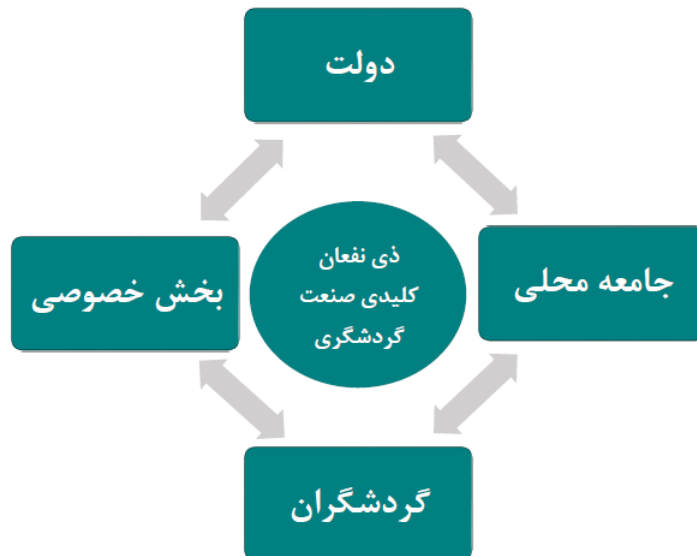 دولت
جامعه محلی
ذی نفعان
کلیدی صنعت
گردشگری
بخش خصوصی
گردشگران